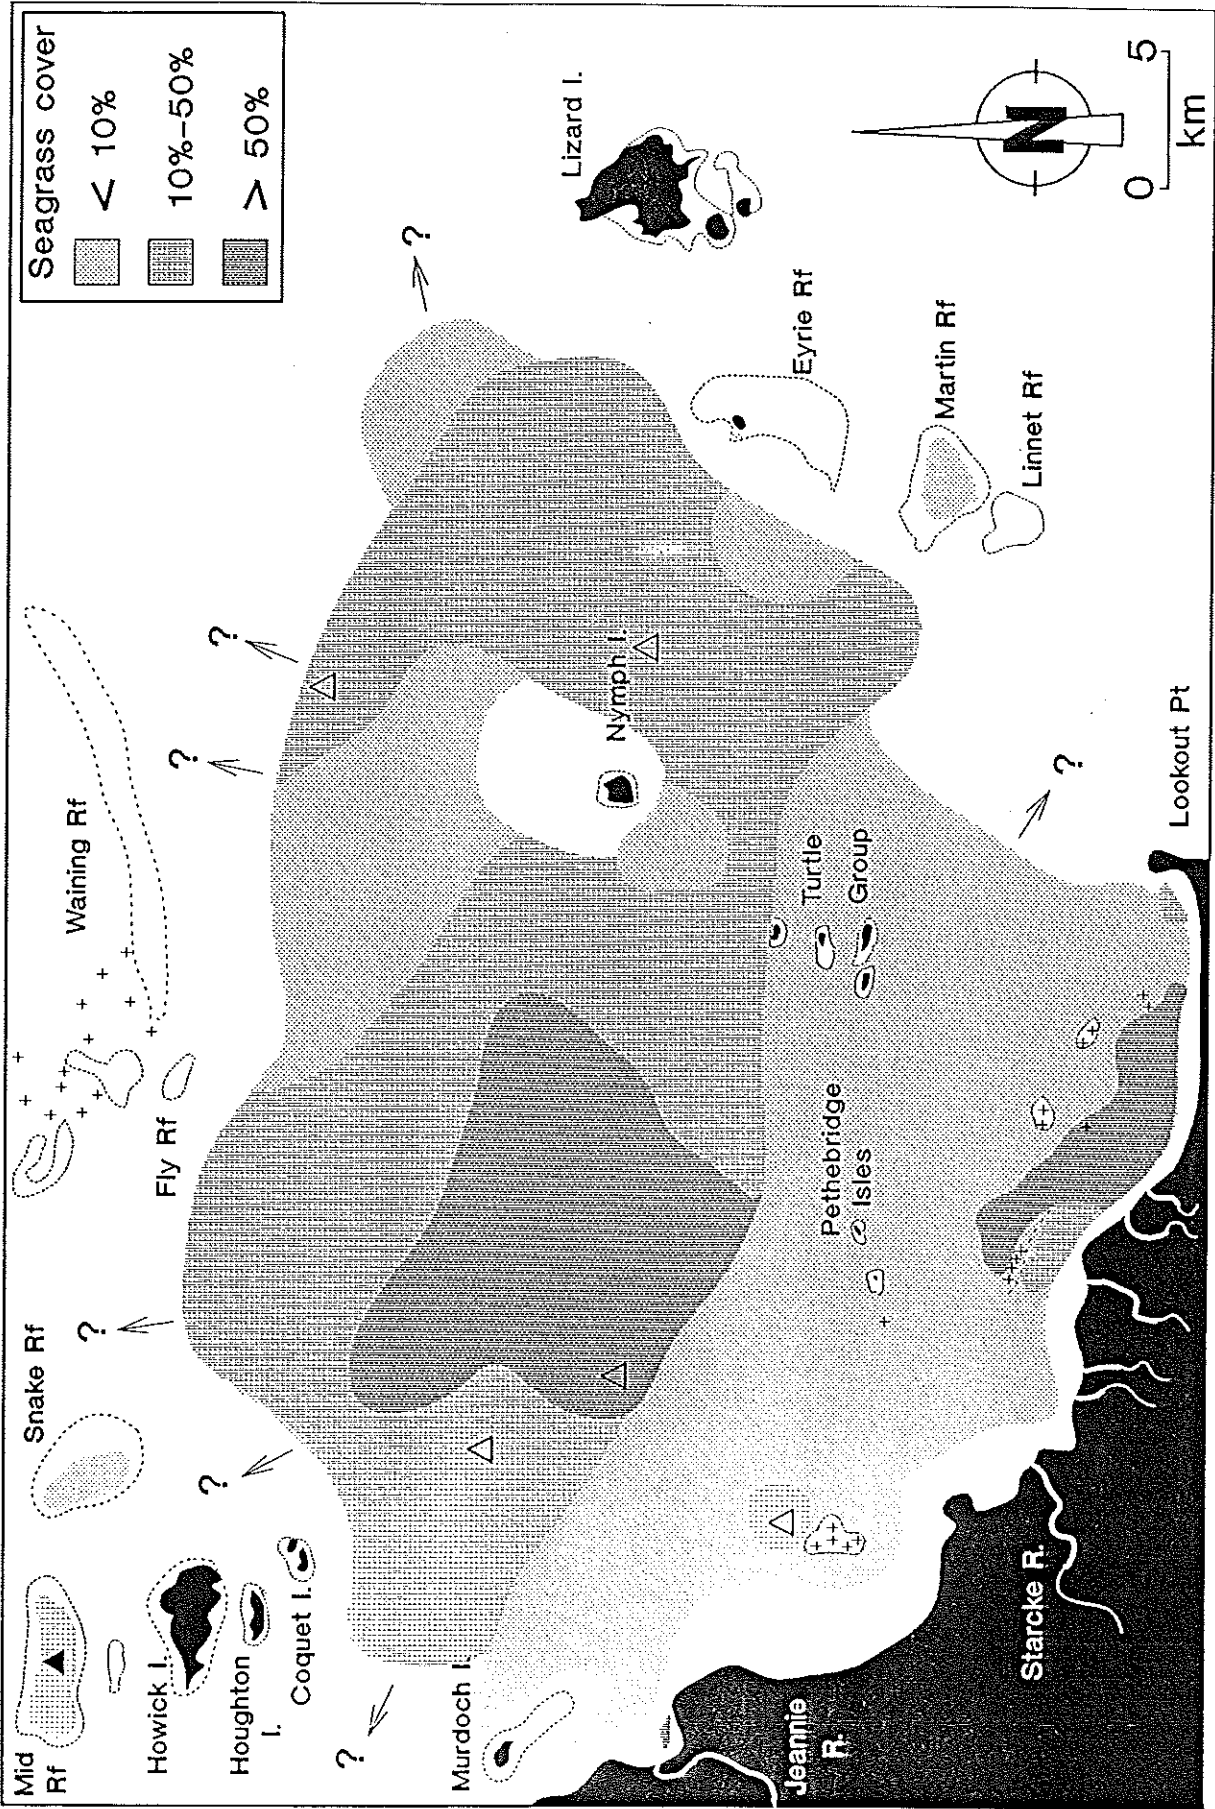 Seagrass cover
< 10%
10%–50%
> 50%
Mid
Rf
Snake Rf
Waining Rf
Fly Rf
Howick I.
Houghton
I.
Coquet I.
Murdoch I.
Lizard I.
Eyrie Rf
Martin Rf
Linnet Rf
Nymph I.
Turtle
Group
Pethebridge
Isles
Lookout Pt
Jeannie
R.
Starcke R.
?
?
?
?
?
?
?
N
0 5
km